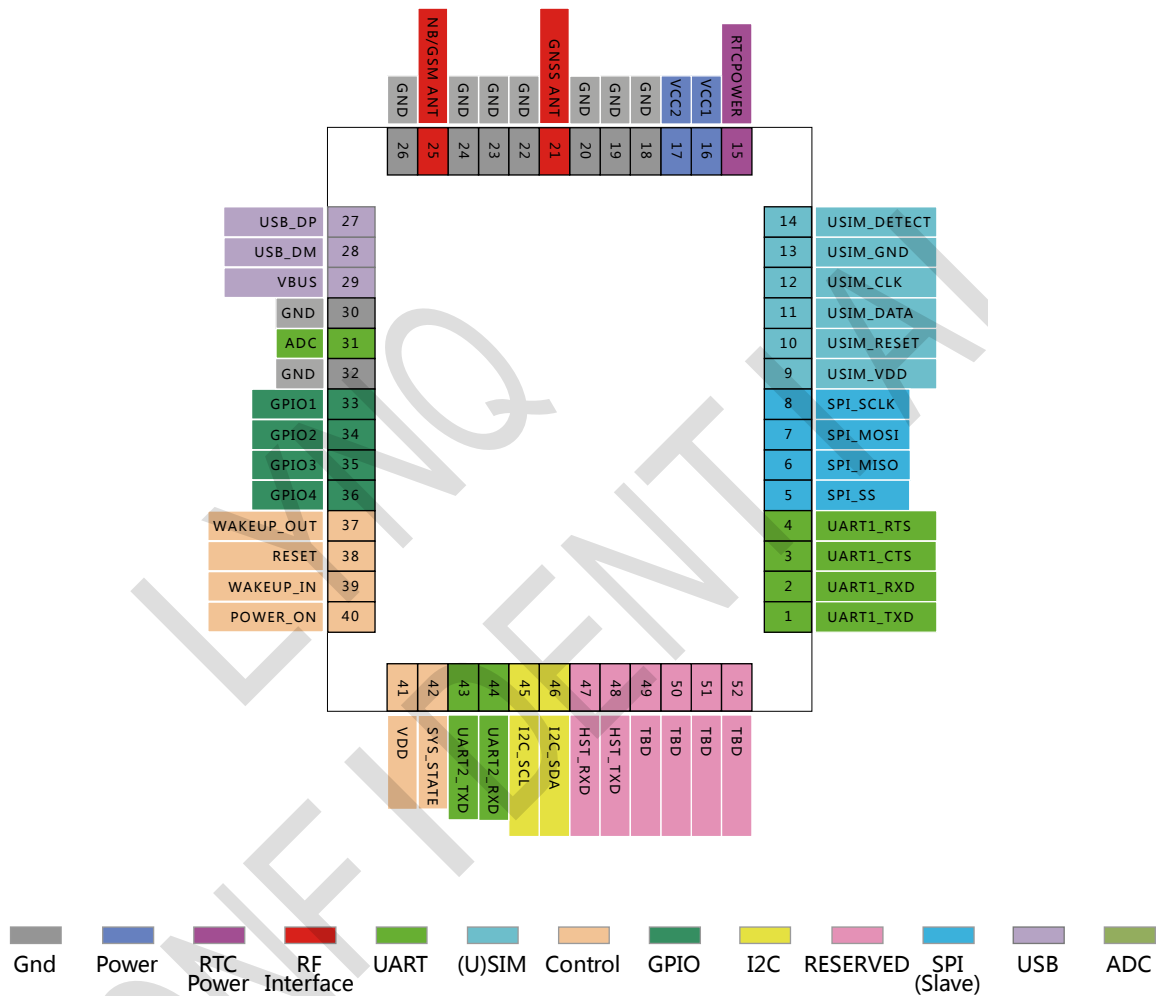 GND
NB/GSM ANT
GND
GND
GND
GNSS ANT
GND
GND
GND
VCC2
VCC1
RTCPOWER
26
25
24
23
22
21
20
19
18
17
16
15
USB_DP 27
USB_DM 28
VBUS 29
GND 30
ADC 31
GND 32
GPIO1 33
GPIO2 34
GPIO3 35
GPIO4 36
WAKEUP_OUT 37
RESET 38
WAKEUP_IN 39
POWER_ON 40
14 USIM_DETECT
13 USIM_GND
12 USIM_CLK
11 USIM_DATA
10 USIM_RESET
9 USIM_VDD
8 SPI_SCLK
7 SPI_MOSI
6 SPI_MISO
5 SPI_SS
4 UART1_RTS
3 UART1_CTS
2 UART1_RXD
1 UART1_TXD
41
42
43
44
45
46
47
48
49
50
51
52
VDD
SYS_STATE
UART2_TXD
UART2_RXD
I2C_SCL
I2C_SDA
HST_RXD
HST_TXD
TBD
TBD
TBD
TBD
LYNQ
ONFIDENTIAL
Gnd
Power
RTC
Power
RF
Interface
UART
(U)SIM
Control
GPIO
I2C
RESERVED
SPI
(Slave)
USB
ADC